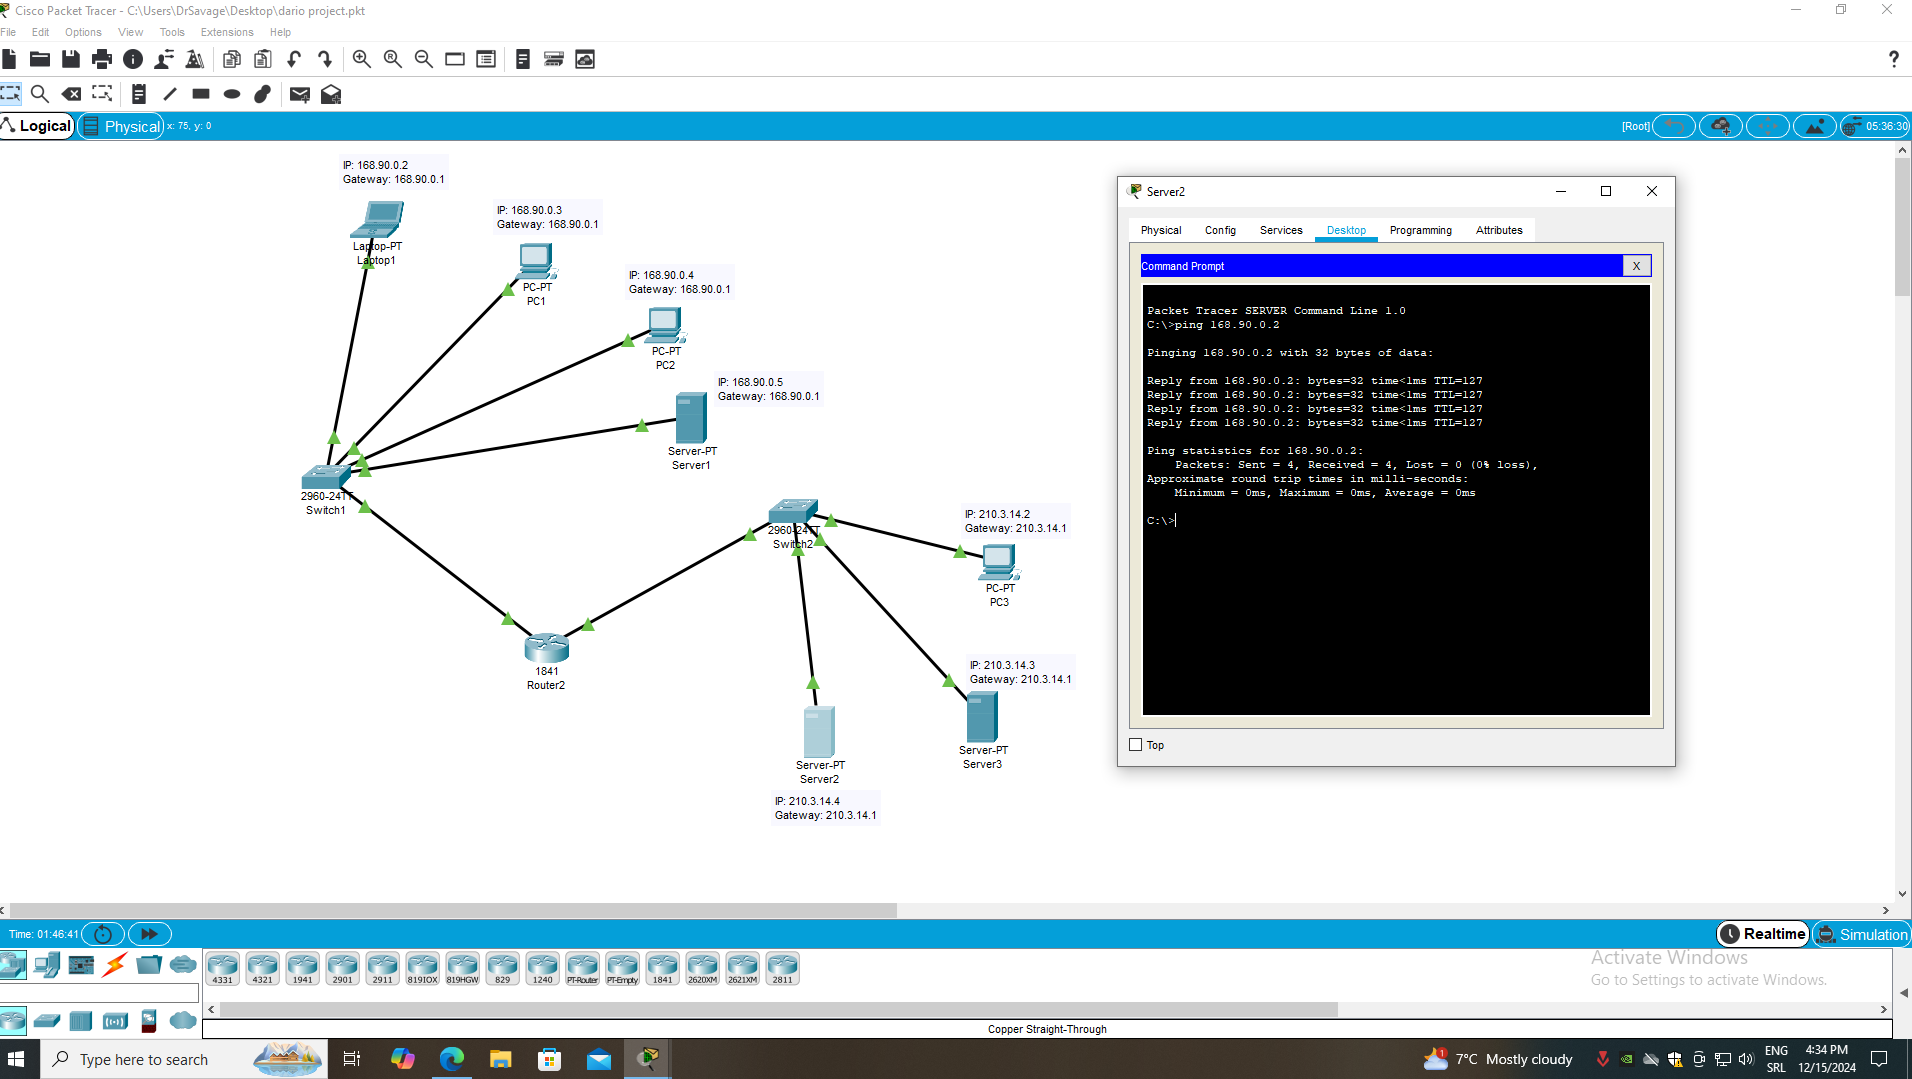 Cisco Packet Tracer - C:\Users\DrSavage\Desktop\dario project.pkt
File Edit Options View Tools Extensions Help
Logical Physical x: 75, y: 0 [Root] 05:36:30
IP: 168.90.0.2
Gateway: 168.90.0.1
Laptop-PT
Laptop1
IP: 168.90.0.3
Gateway: 168.90.0.1
PC-PT
PC1
IP: 168.90.0.4
Gateway: 168.90.0.1
PC-PT
PC2
IP: 168.90.0.5
Gateway: 168.90.0.1
Server-PT
Server1
2960-24TT
Switch1
2960-24TT
Switch2
IP: 210.3.14.2
Gateway: 210.3.14.1
PC-PT
PC3
1841
Router2
IP: 210.3.14.3
Gateway: 210.3.14.1
Server-PT
Server3
Server-PT
Server2
IP: 210.3.14.4
Gateway: 210.3.14.1
Server2
Physical Config Services Desktop Programming Attributes
Command Prompt X
Packet Tracer SERVER Command Line 1.0
C:\>ping 168.90.0.2
Pinging 168.90.0.2 with 32 bytes of data:
Reply from 168.90.0.2: bytes=32 time<1ms TTL=127
Reply from 168.90.0.2: bytes=32 time<1ms TTL=127
Reply from 168.90.0.2: bytes=32 time<1ms TTL=127
Reply from 168.90.0.2: bytes=32 time<1ms TTL=127
Ping statistics for 168.90.0.2:
Packets: Sent = 4, Received = 4, Lost = 0 (0% loss),
Approximate round trip times in milli-seconds:
Minimum = 0ms, Maximum = 0ms, Average = 0ms
C:\>
Top
Time: 01:46:41 Realtime Simulation
4331 4321 1941 2901 2911 819IOX 819HGW 829 1240 PT-Router PT-Empty 1841 2620XM 2621XM 2811
Activate Windows
Go to Settings to activate Windows.
Copper Straight-Through
Type here to search
1 7°C Mostly cloudy
ENG
SRL
4:34 PM
12/15/2024